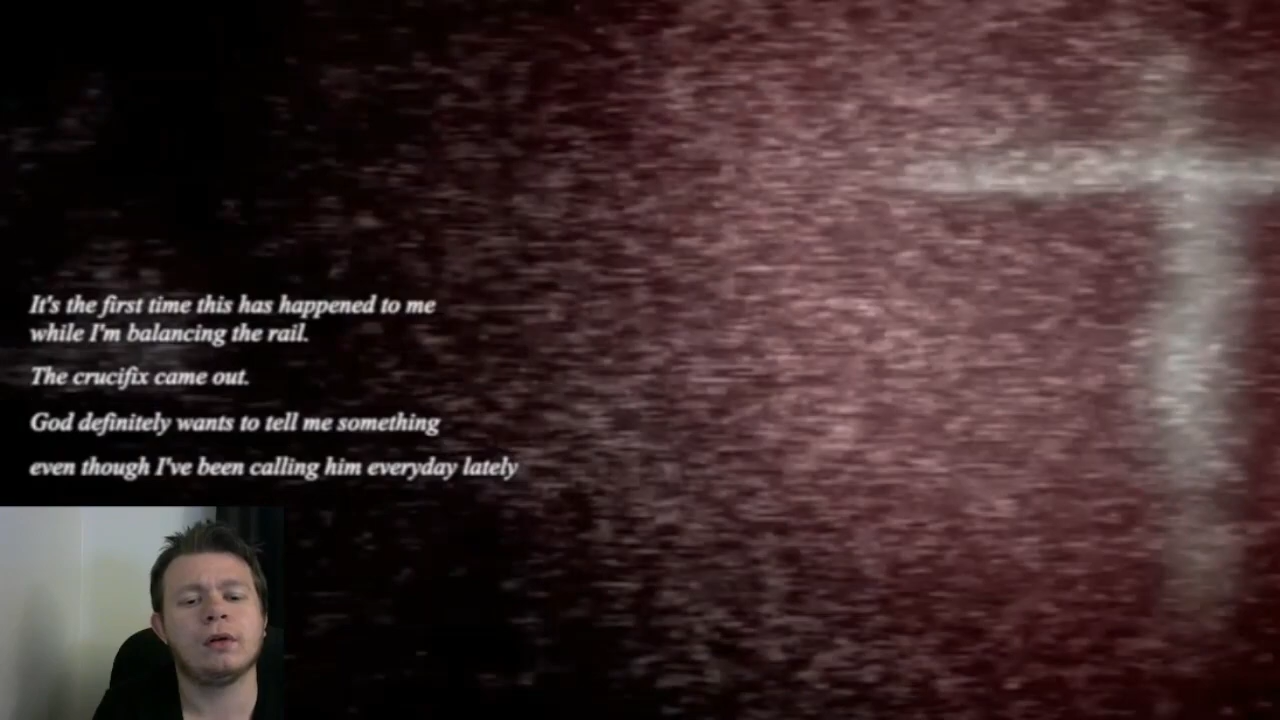 It's the first time this has happened to me
while I'm balancing the rail.
The crucifix came out.
God definitely wants to tell me something
even though I've been calling him everyday lately